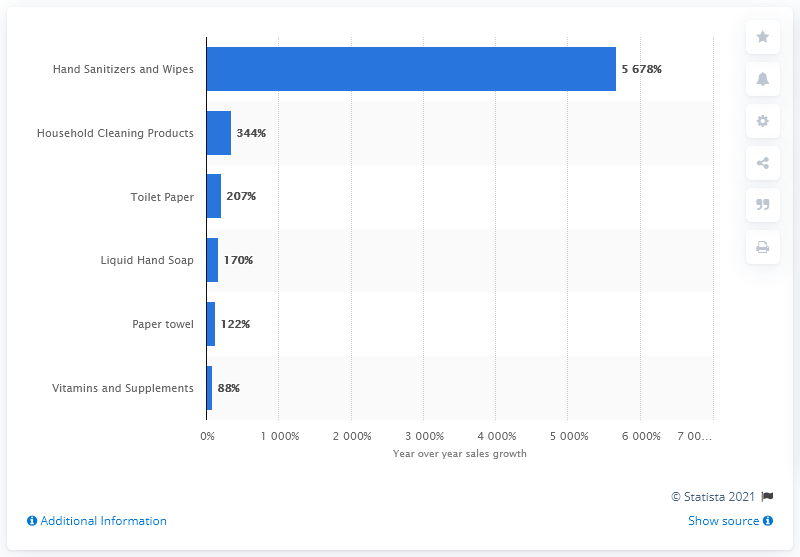 Hand Sanitizers and Wipes 5 678%
Household Cleaning Products 344%
Toilet Paper 207%
Liquid Hand Soap 170%
Paper towel 122%
Vitamins and Supplements 88%
0% 1 000% 2 000% 3 000% 4 000% 5 000% 6 000% 7 00...
Year over year sales growth
© Statista 2021
Additional Information Show source